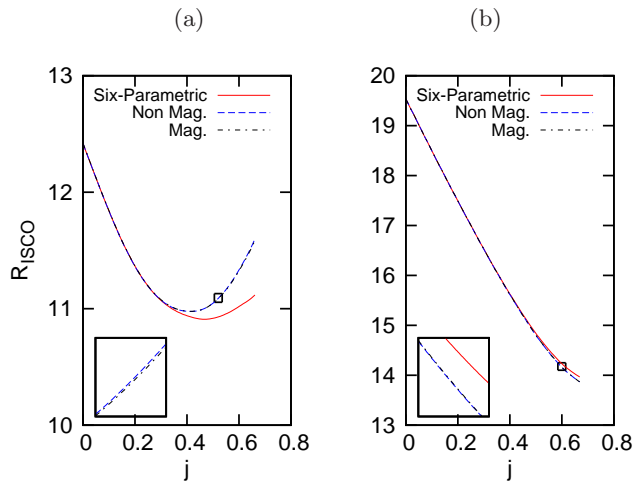 (a)
R_ISCO
13
12
11
10
Six-Parametric
Non Mag.
Mag.
0 0.2 0.4 0.6 0.8
j
(b)
20
19
18
17
16
15
14
13
Six-Parametric
Non Mag.
Mag.
0 0.2 0.4 0.6 0.8
j